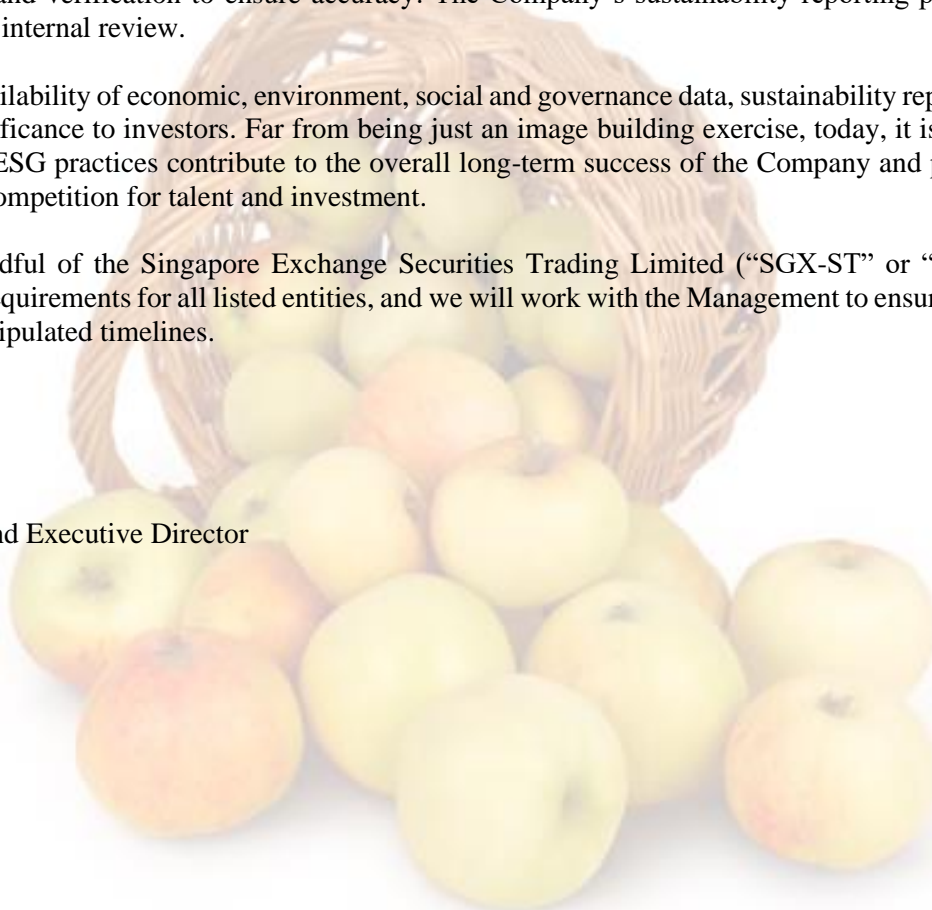 and verification to ensure accuracy. The Company's sustainability reporting p
internal review.
ilability of economic, environment, social and governance data, sustainability rep
ficance to investors. Far from being just an image building exercise, today, it is
ESG practices contribute to the overall long-term success of the Company and p
ompetition for talent and investment.
dful of the Singapore Exchange Securities Trading Limited (“SGX-ST” or “
equirements for all listed entities, and we will work with the Management to ensur
ipulated timelines.
nd Executive Director